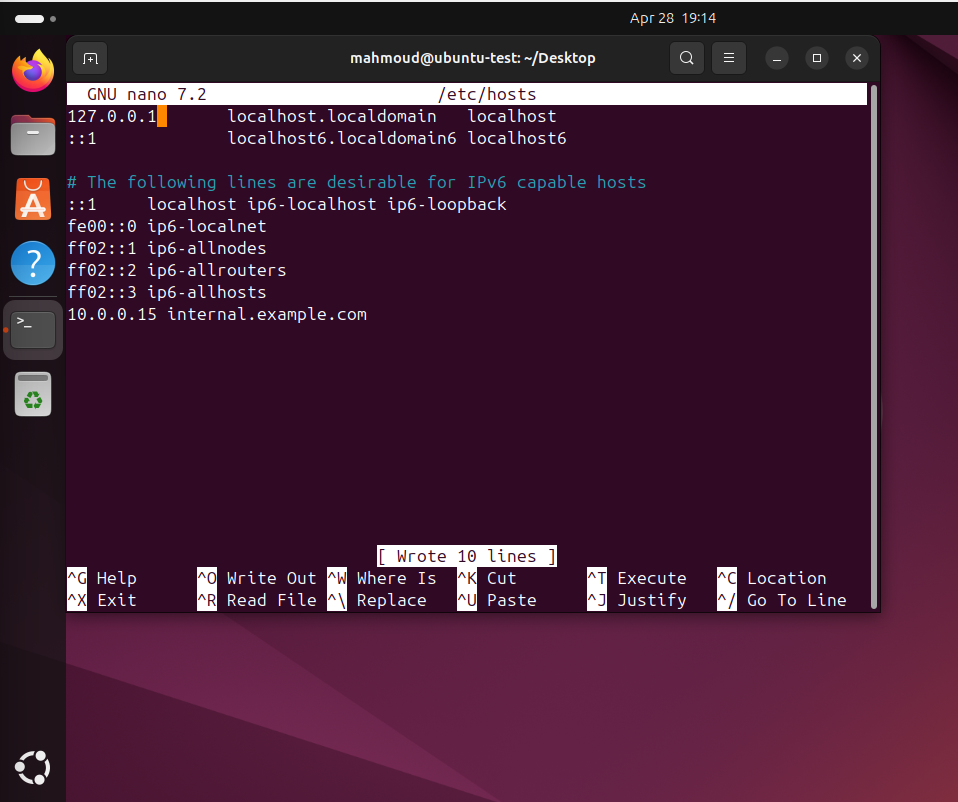 Apr 28 19:14
mahmoud@ubuntu-test: ~/Desktop
GNU nano 7.2 /etc/hosts
127.0.0.1 localhost.localdomain localhost
::1 localhost6.localdomain6 localhost6
# The following lines are desirable for IPv6 capable hosts
::1 localhost ip6-localhost ip6-loopback
fe00::0 ip6-localnet
ff02::1 ip6-allnodes
ff02::2 ip6-allrouters
ff02::3 ip6-allhosts
10.0.0.15 internal.example.com
[ Wrote 10 lines ]
^G Help ^O Write Out ^W Where Is ^K Cut ^T Execute ^C Location
^X Exit ^R Read File ^\ Replace ^U Paste ^J Justify ^/ Go To Line